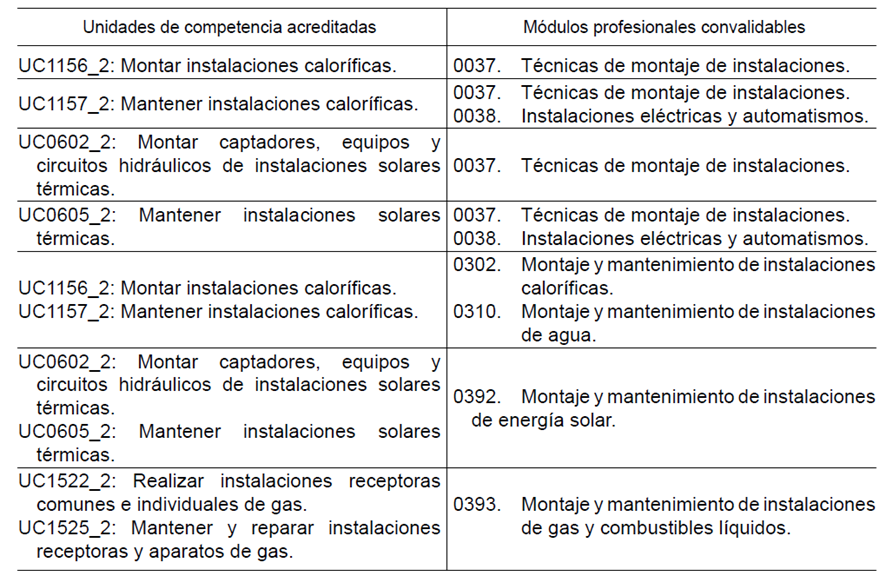 Unidades de competencia acreditadas
Módulos profesionales convalidables
UC1156_2: Montar instalaciones caloríficas.
0037. Técnicas de montaje de instalaciones.
UC1157_2: Mantener instalaciones caloríficas.
0037. Técnicas de montaje de instalaciones.
0038. Instalaciones eléctricas y automatismos.
UC0602_2: Montar captadores, equipos y
circuitos hidráulicos de instalaciones solares
térmicas.
0037. Técnicas de montaje de instalaciones.
UC0605_2: Mantener instalaciones solares
térmicas.
0037. Técnicas de montaje de instalaciones.
0038. Instalaciones eléctricas y automatismos.
UC1156_2: Montar instalaciones caloríficas.
UC1157_2: Mantener instalaciones caloríficas.
0302. Montaje y mantenimiento de instalaciones
caloríficas.
0310. Montaje y mantenimiento de instalaciones
de agua.
UC0602_2: Montar captadores, equipos y
circuitos hidráulicos de instalaciones solares
térmicas.
UC0605_2: Mantener instalaciones solares
térmicas.
0392. Montaje y mantenimiento de instalaciones
de energía solar.
UC1522_2: Realizar instalaciones receptoras
comunes e individuales de gas.
UC1525_2: Mantener y reparar instalaciones
receptoras y aparatos de gas.
0393. Montaje y mantenimiento de instalaciones
de gas y combustibles líquidos.